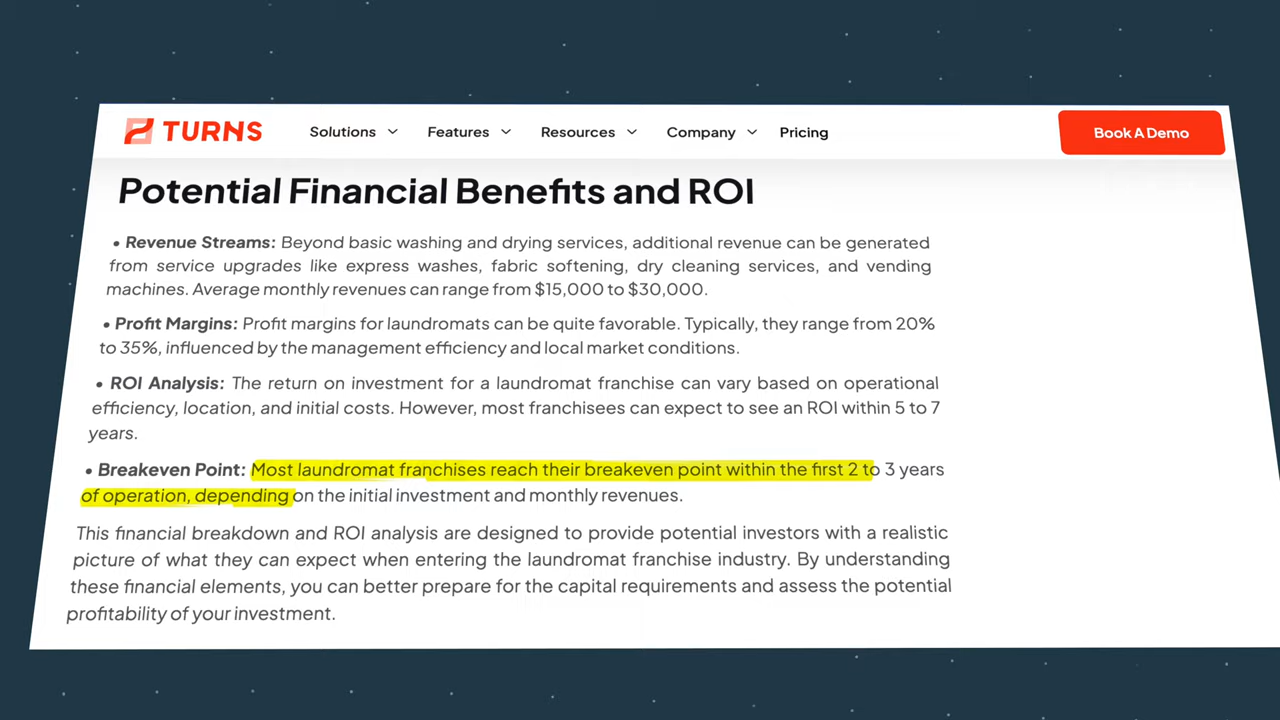 TURNS
Solutions
Features
Resources
Company
Pricing
Book A Demo
Potential Financial Benefits and ROI
• Revenue Streams: Beyond basic washing and drying services, additional revenue can be generated
from service upgrades like express washes, fabric softening, dry cleaning services, and vending
machines. Average monthly revenues can range from $15,000 to $30,000.
• Profit Margins: Profit margins for laundromats can be quite favorable. Typically, they range from 20%
to 35%, influenced by the management efficiency and local market conditions.
• ROI Analysis: The return on investment for a laundromat franchise can vary based on operational
efficiency, location, and initial costs. However, most franchisees can expect to see an ROI within 5 to 7
years.
• Breakeven Point: Most laundromat franchises reach their breakeven point within the first 2 to 3 years
of operation, depending on the initial investment and monthly revenues.
This financial breakdown and ROI analysis are designed to provide potential investors with a realistic
picture of what they can expect when entering the laundromat franchise industry. By understanding
these financial elements, you can better prepare for the capital requirements and assess the potential
profitability of your investment.